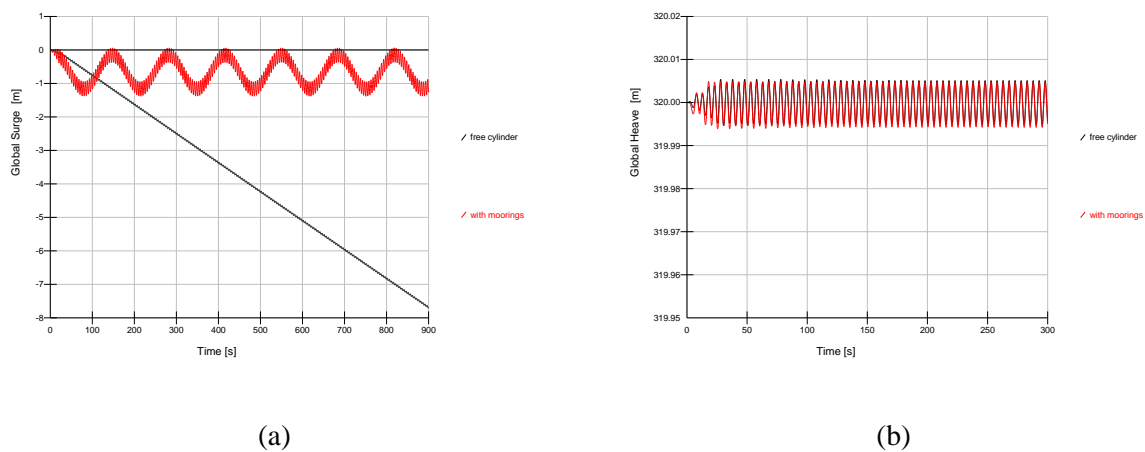 1
0
-1
-2
-3
-4
-5
-6
-7
-8
0 100 200 300 400 500 600 700 800 900
Global Surge [m]
Time [s]
free cylinder
with moorings
(a)
320.02
320.01
320.00
319.99
319.98
319.97
319.96
319.95
0 50 100 150 200 250 300
Global Heave [m]
Time [s]
free cylinder
with moorings
(b)